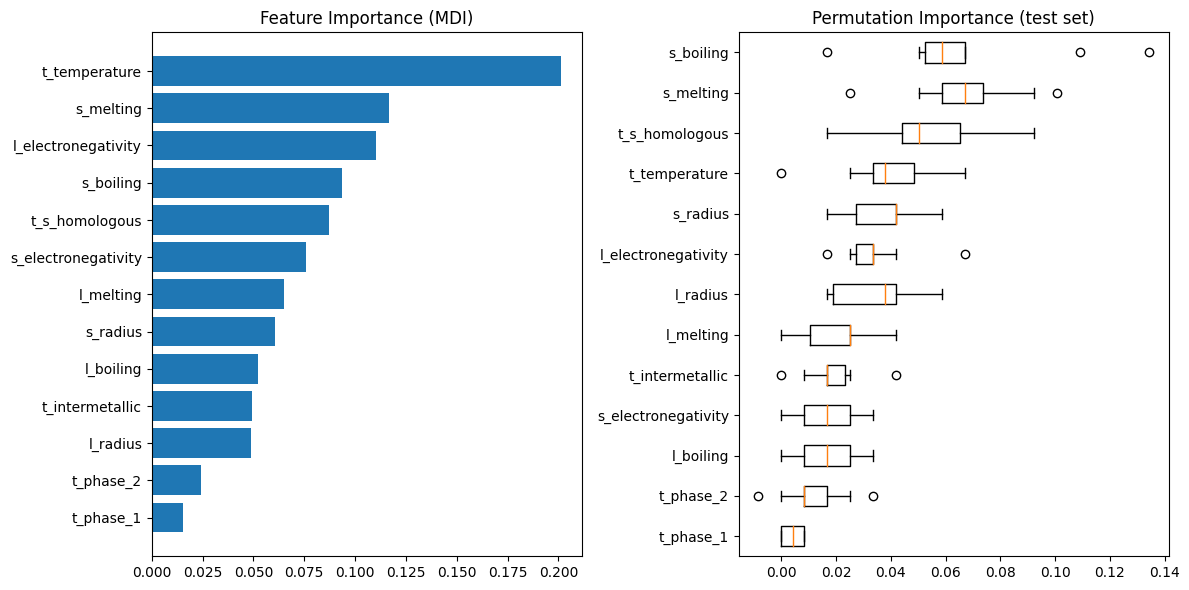 Feature Importance (MDI)
t_temperature
s_melting
l_electronegativity
s_boiling
t_s_homologous
s_electronegativity
l_melting
s_radius
l_boiling
t_intermetallic
l_radius
t_phase_2
t_phase_1
0.000 0.025 0.050 0.075 0.100 0.125 0.150 0.175 0.200
Permutation Importance (test set)
s_boiling
s_melting
t_s_homologous
t_temperature
s_radius
l_electronegativity
l_radius
l_melting
t_intermetallic
s_electronegativity
l_boiling
t_phase_2
t_phase_1
0.00 0.02 0.04 0.06 0.08 0.10 0.12 0.14